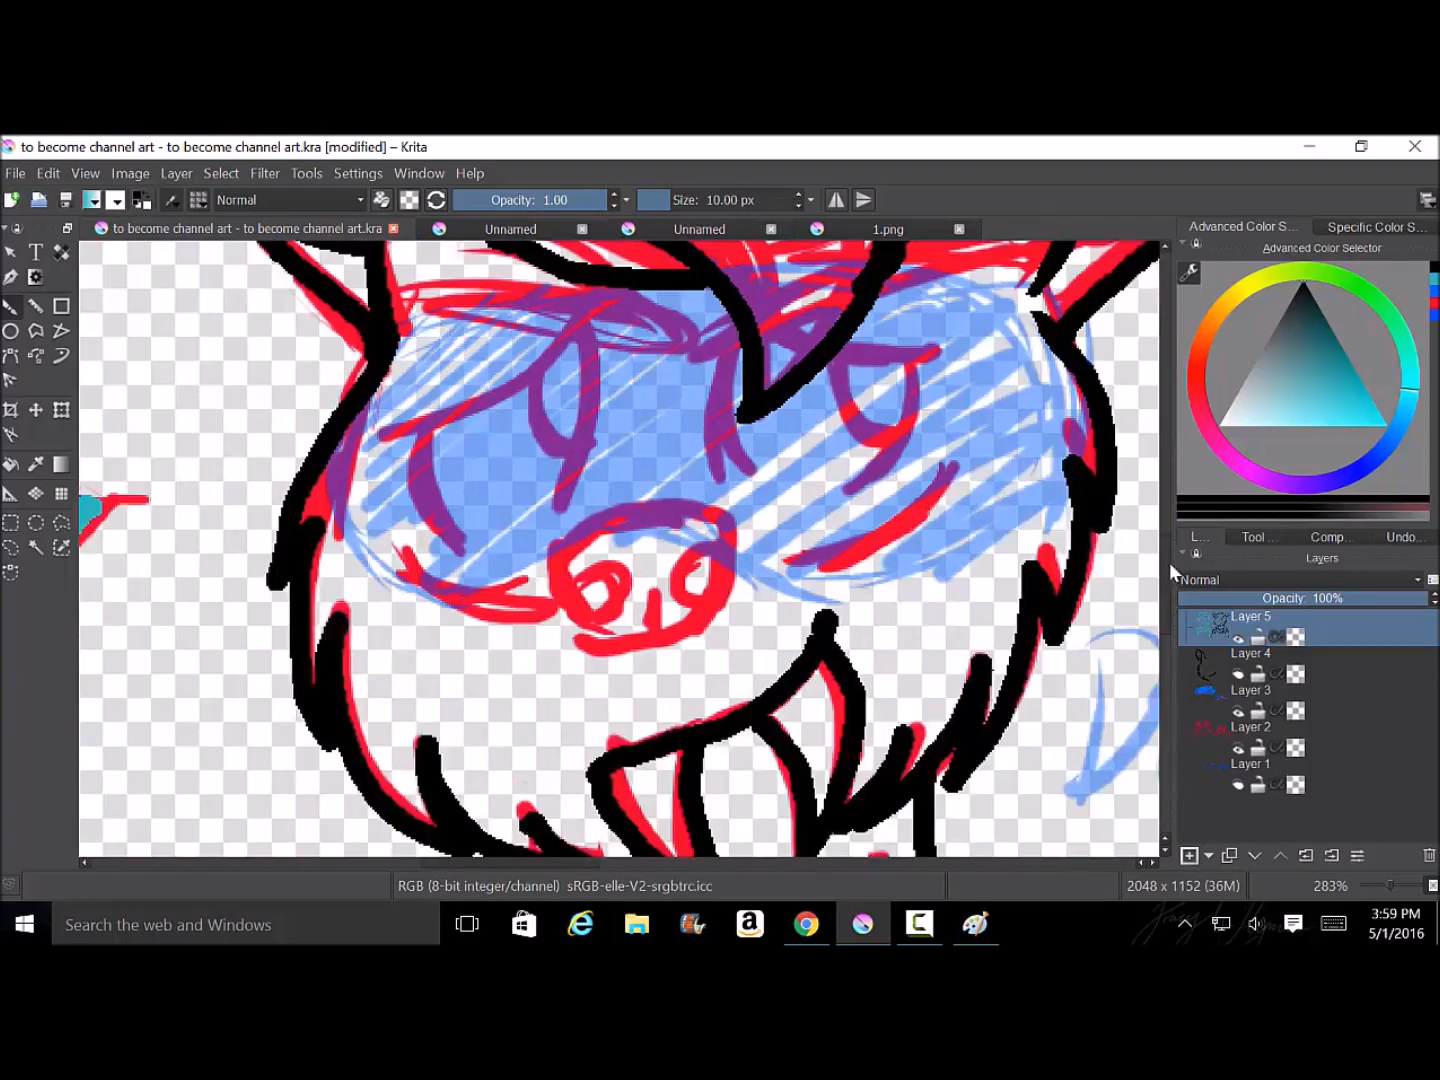 to become channel art - to become channel art.kra [modified] – Krita
File Edit View Image Layer Select Filter Tools Settings Window Help
Normal Opacity: 1.00 Size: 10.00 px
to become channel art - to become channel art.kra Unnamed Unnamed 1.png
Advanced Color S... Specific Color S...
Advanced Color Selector
L... Tool ... Comp... Undo...
Layers
Normal
Opacity: 100%
Layer 5
Layer 4
Layer 3
Layer 2
Layer 1
RGB (8-bit integer/channel) sRGB-elle-V2-srgbtrc.icc 2048 x 1152 (36M) 283%
Search the web and Windows
3:59 PM
5/1/2016